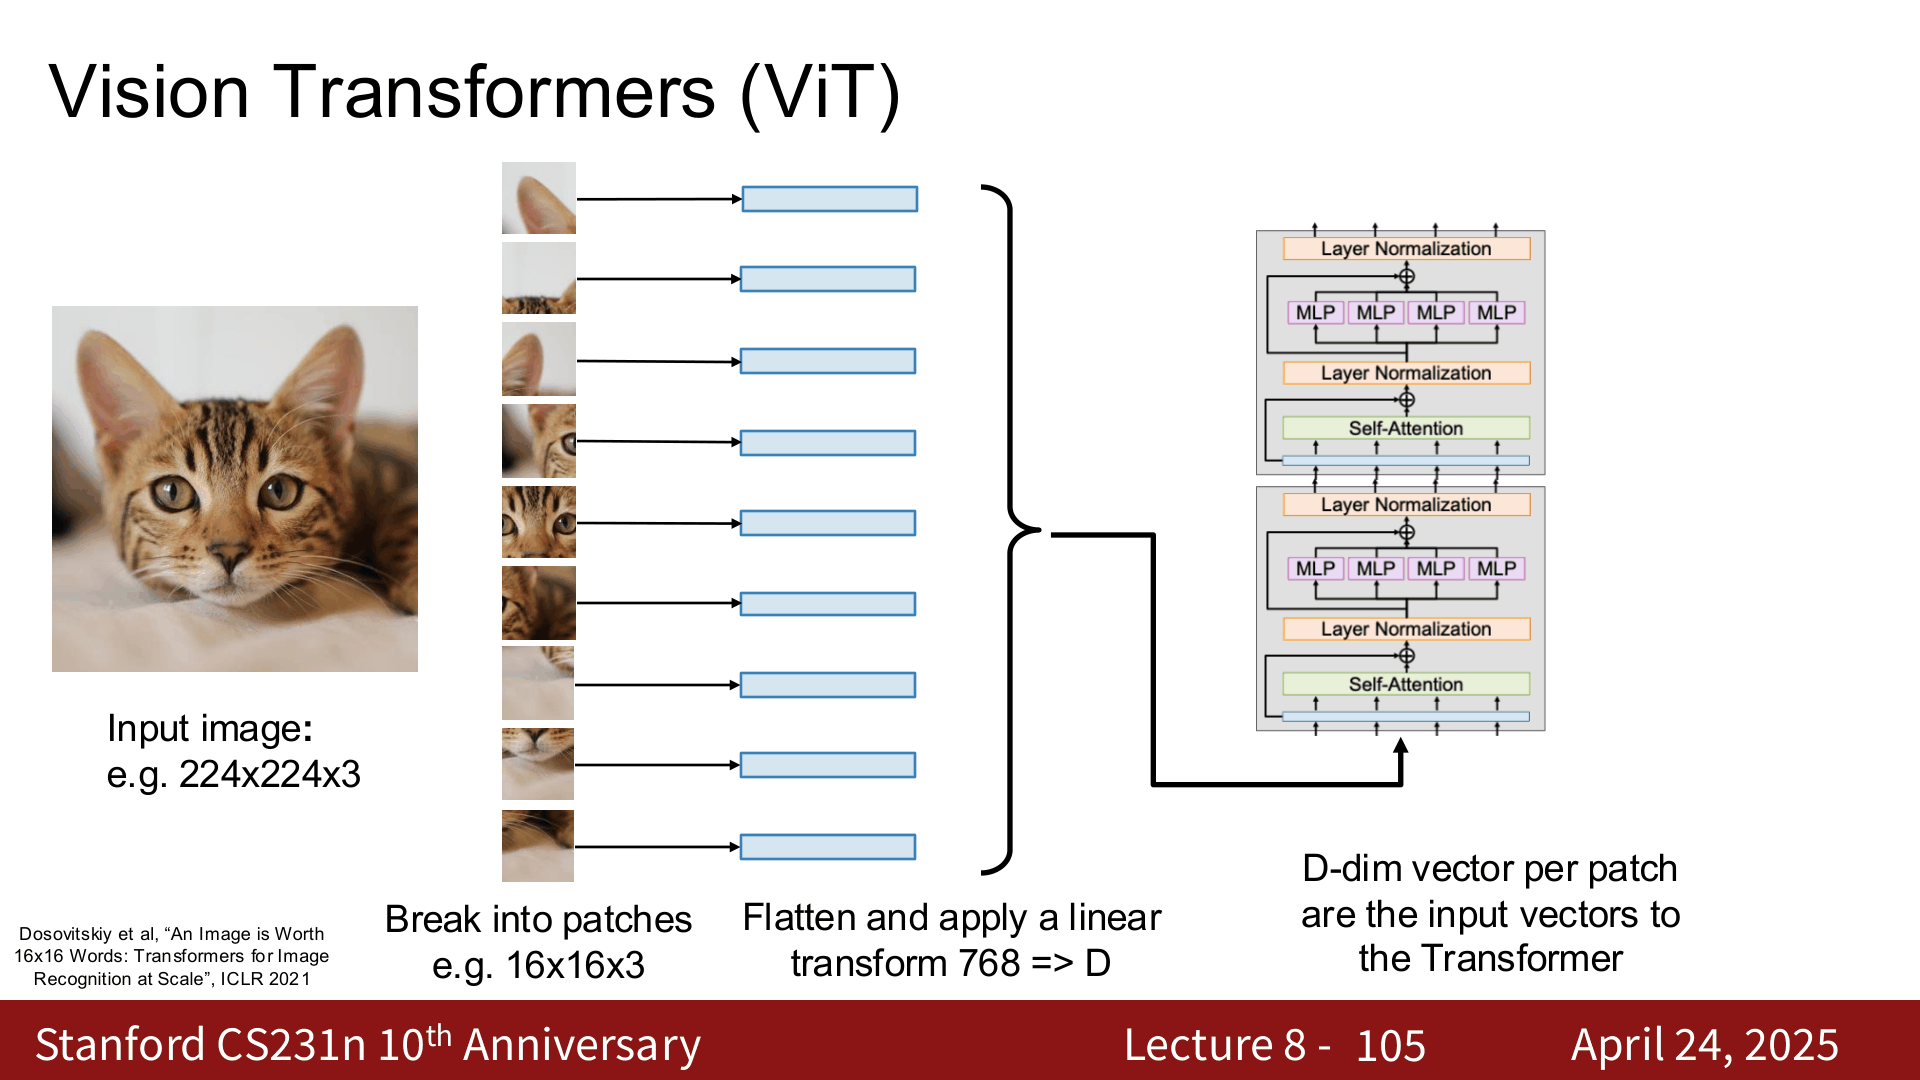 Vision Transformers (ViT)
Input image:
e.g. 224x224x3
Break into patches
e.g. 16x16x3
Flatten and apply a linear
transform 768 => D
Layer Normalization
MLP MLP MLP MLP
Layer Normalization
Self-Attention
Layer Normalization
MLP MLP MLP MLP
Layer Normalization
Self-Attention
D-dim vector per patch
are the input vectors to
the Transformer
Dosovitskiy et al, “An Image is Worth
16x16 Words: Transformers for Image
Recognition at Scale”, ICLR 2021
Stanford CS231n 10th Anniversary
Lecture 8 - 105
April 24, 2025